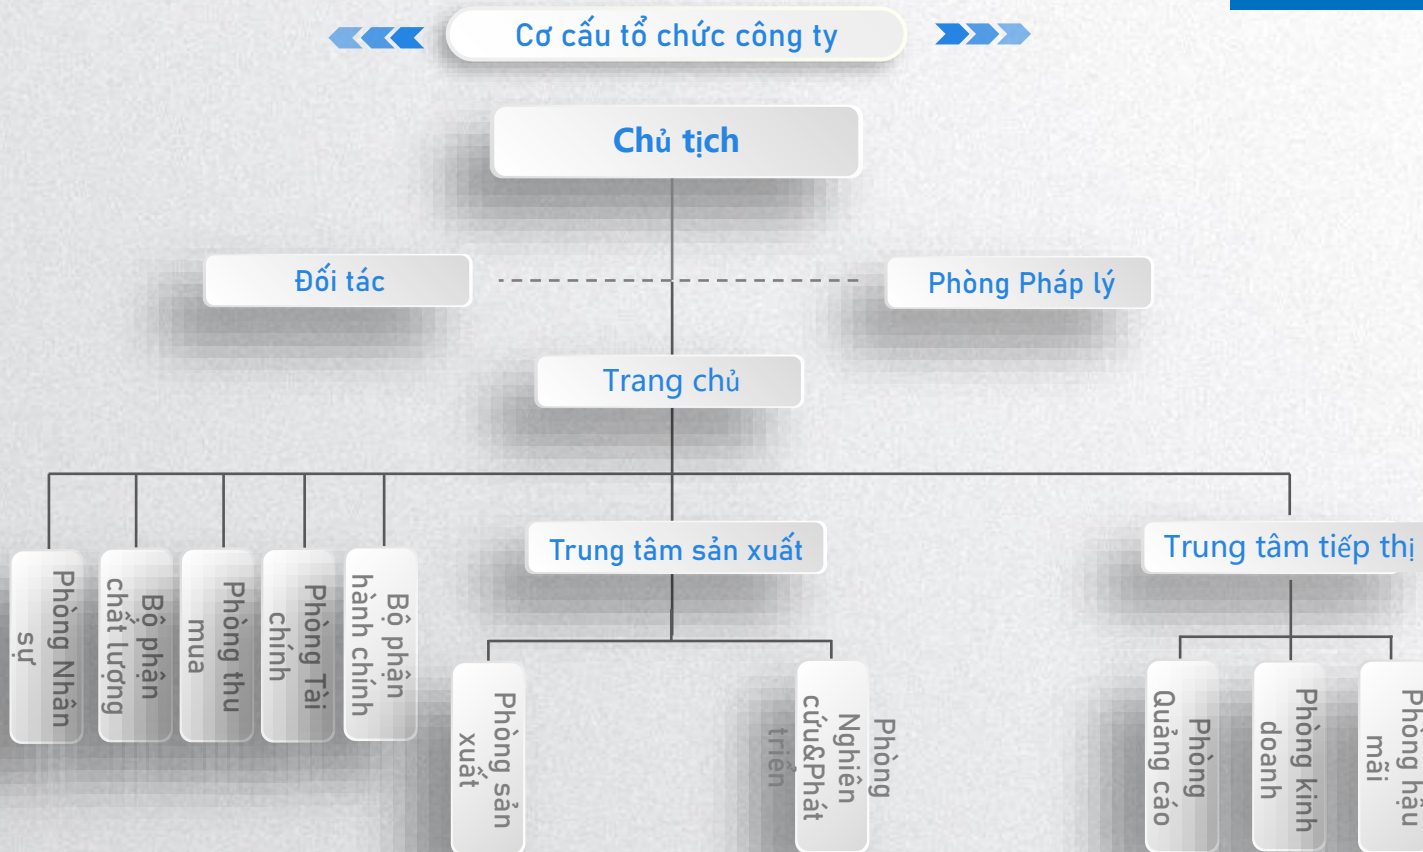 Cơ cấu tổ chức công ty
Chủ tịch
Đối tác
Phòng Pháp lý
Trang chủ
Trung tâm sản xuất
Trung tâm tiếp thị
Phòng Nhân
sự
Bộ phận
chất lượng
Phòng thu
mua
Phòng Tài
chính
Bộ phận
hành chính
Phòng sản
xuất
Phòng
Nghiên
cứu&Phát
triển
Phòng
Quảng cáo
Phòng kinh
doanh
Phòng hậu
mãi